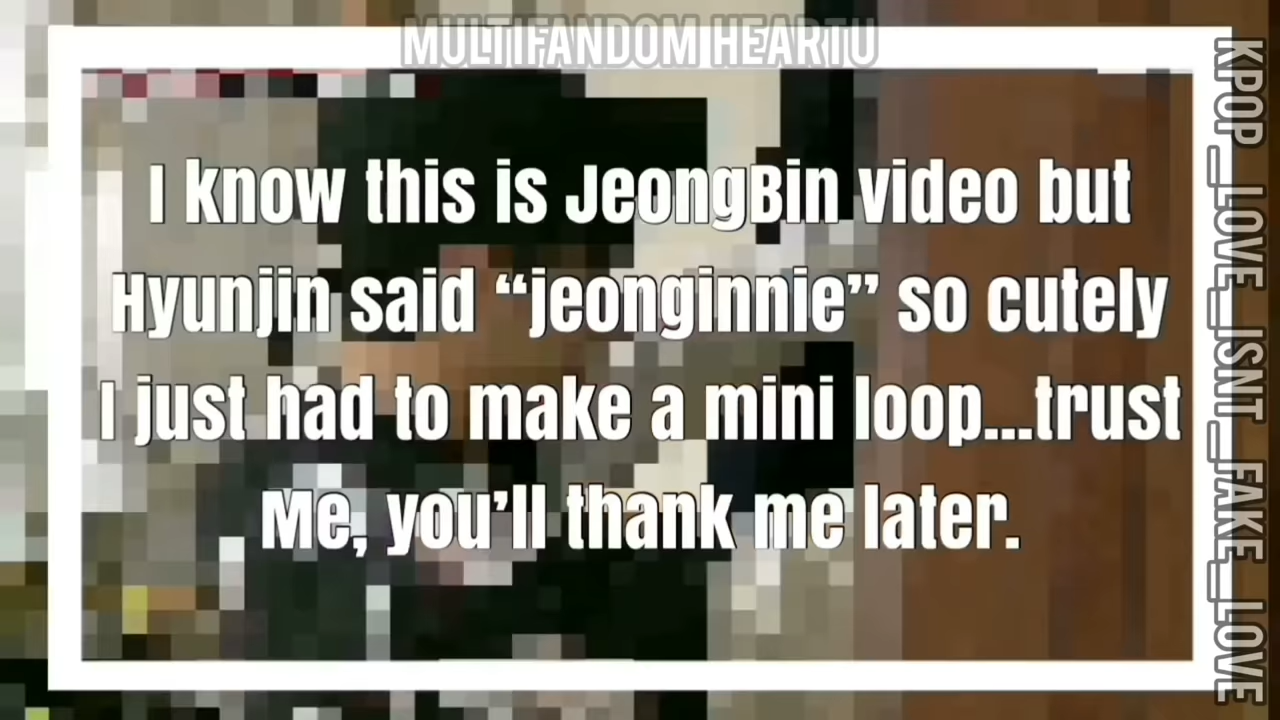 MULTIFANDOM HEARTU
I know this is JeongBin video but
Hyunjin said “jeonginnie” so cutely
I just had to make a mini loop...trust
Me, you’ll thank me later.
KPOP_LOVE_ISNT_FAKE_LOVE